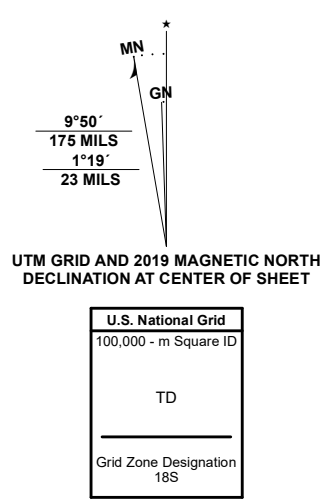 MN
GN
9°50´
175 MILS
1°19´
23 MILS
UTM GRID AND 2019 MAGNETIC NORTH
DECLINATION AT CENTER OF SHEET
U.S. National Grid
100,000 - m Square ID
TD
Grid Zone Designation
18S